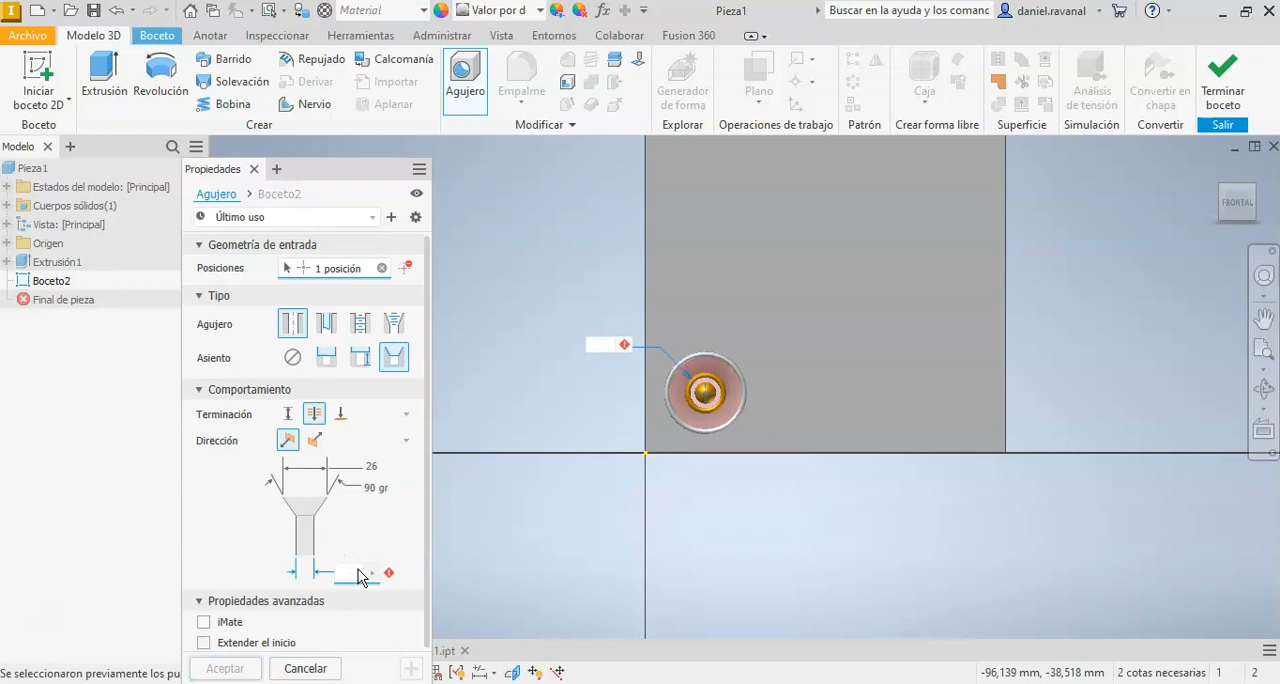 Material
Valor por d
fx
Pieza1
Buscar en la ayuda y los comanc
daniel.ravanal
Archivo Modelo 3D Boceto Anotar Inspeccionar Herramientas Administrar Vista Entornos Colaborar Fusion 360
Iniciar boceto 2D
Extrusión
Revolución
Barrido
Solevación
Bobina
Repujado
Derivar
Nervio
Calcomanía
Importar
Aplanar
Agujero
Empalme
Generador de forma
Plano
Caja
Análisis de tensión
Convertir en chapa
Terminar boceto
Boceto Crear Modificar Explorar Operaciones de trabajo Patrón Crear forma libre Superficie Simulación Convertir Salir
Modelo
Pieza1
Estados del modelo: [Principal]
Cuerpos sólidos(1)
Vista: [Principal]
Origen
Extrusión1
Boceto2
Final de pieza
Propiedades
Agujero > Boceto2
Último uso
Geometría de entrada
Posiciones 1 posición
Tipo
Agujero
Asiento
Comportamiento
Terminación
Dirección
26
90 gr
Propiedades avanzadas
iMate
Extender el inicio
Aceptar Cancelar
FRONTAL
1.ipt
Se seleccionaron previamente los pu
-96,139 mm, -38,518 mm 2 cotas necesarias 1 2